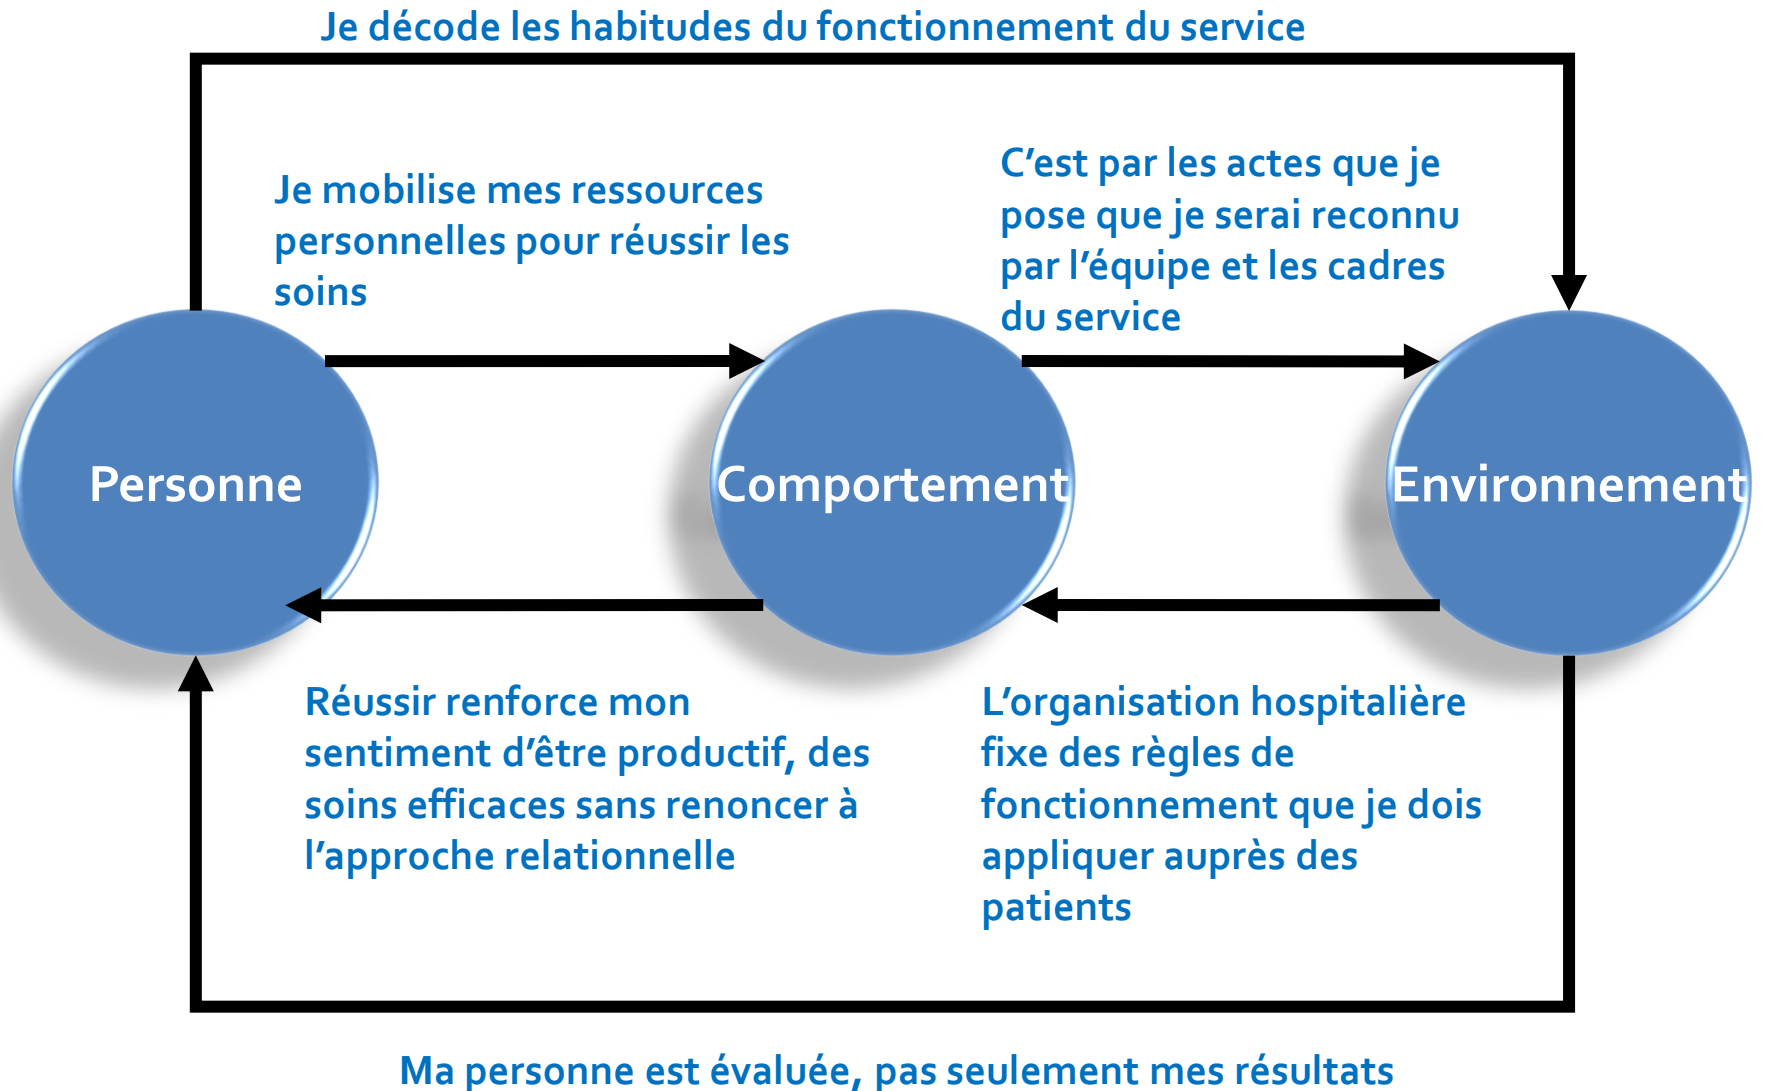 Je décode les habitudes du fonctionnement du service
Je mobilise mes ressources
personnelles pour réussir les
soins
C’est par les actes que je
pose que je serai reconnu
par l’équipe et les cadres
du service
Personne
Comportement
Environnement
Réussir renforce mon
sentiment d’être productif, des
soins efficaces sans renoncer à
l’approche relationnelle
L’organisation hospitalière
fixe des règles de
fonctionnement que je dois
appliquer auprès des
patients
Ma personne est évaluée, pas seulement mes résultats